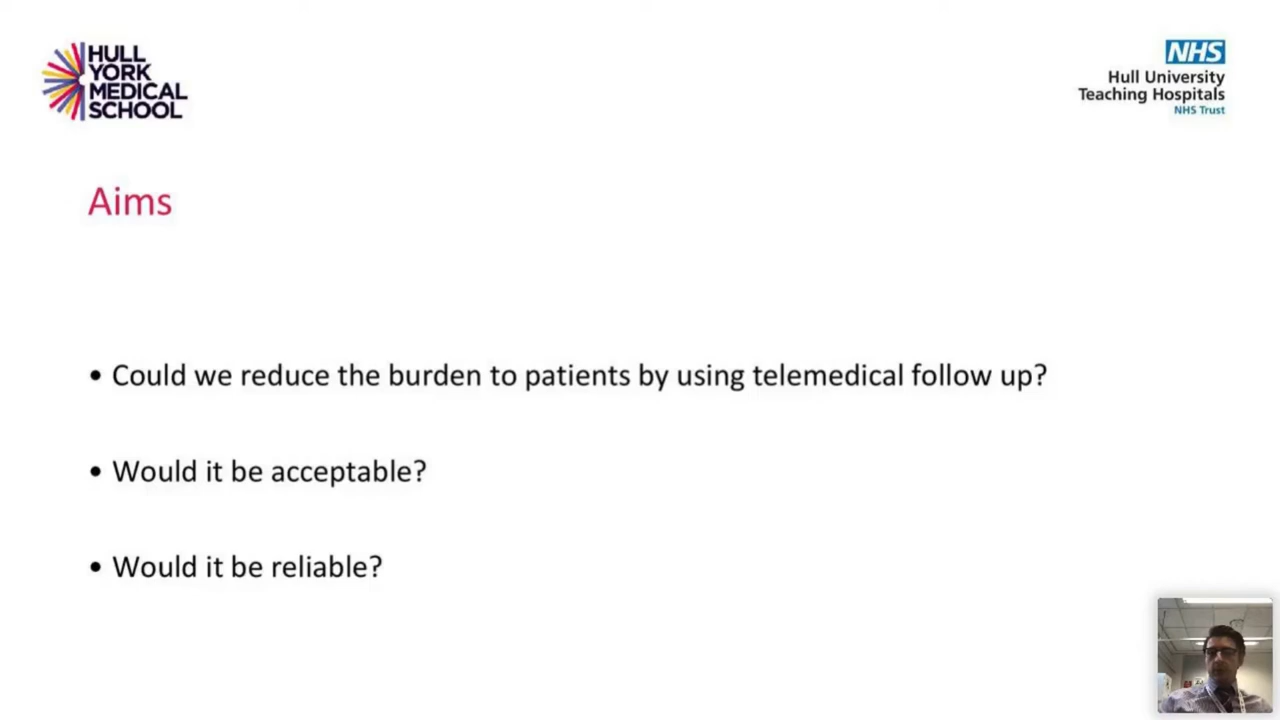 HULL
YORK
MEDICAL
SCHOOL
NHS
Hull University
Teaching Hospitals
NHS Trust
Aims
• Could we reduce the burden to patients by using telemedical follow up?
• Would it be acceptable?
• Would it be reliable?